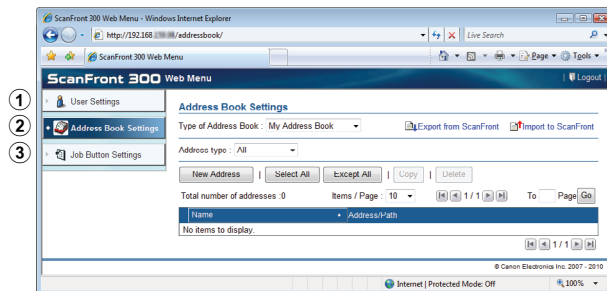 ScanFront 300 Web Menu - Windows Internet Explorer
http://192.168. /addressbook/
Live Search
ScanFront 300 Web Menu
Page Tools
ScanFront 300 Web Menu
Logout
1 User Settings
2 Address Book Settings
3 Job Button Settings
Address Book Settings
Type of Address Book : My Address Book
Export from ScanFront Import to ScanFront
Address type : All
New Address | Select All Except All | Copy | Delete
Total number of addresses :0 Items / Page : 10 1 / 1 To Page Go
Name Address/Path
No items to display.
1 / 1
© Canon Electronics Inc. 2007 - 2010
Internet | Protected Mode: Off 100%